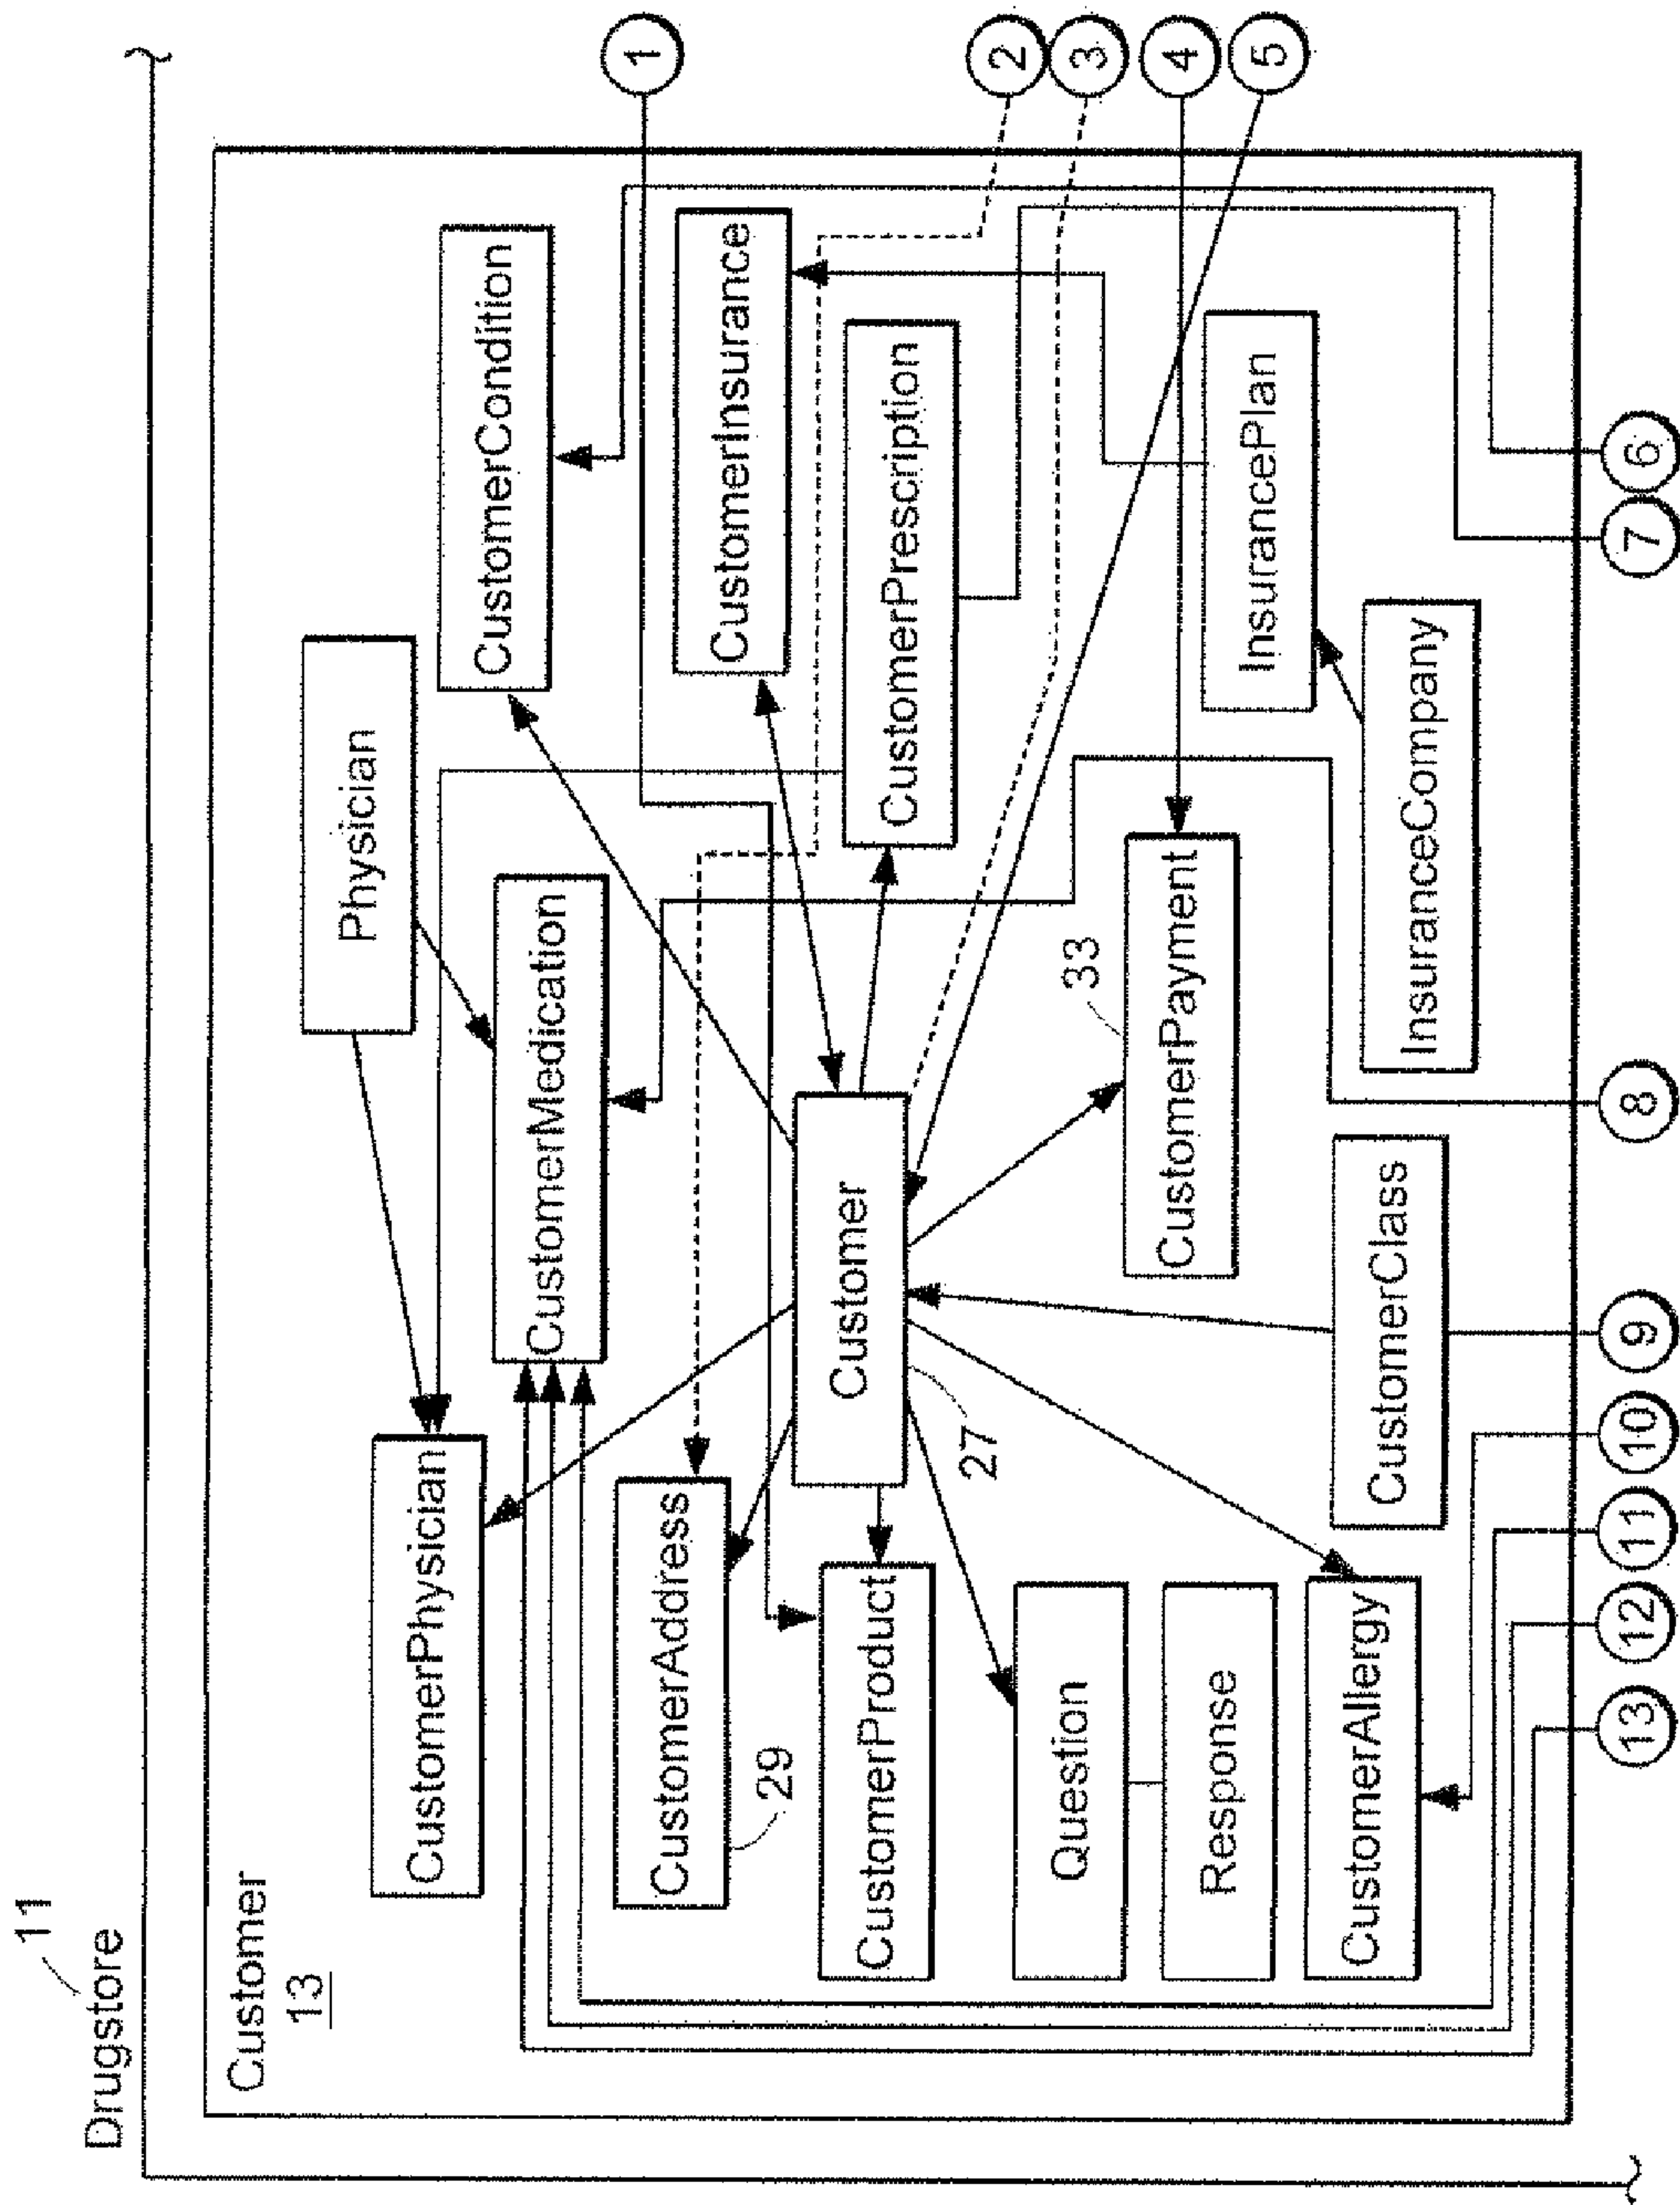 11
Drugstore
Customer
13
Physician
CustomerPhysician
CustomerMedication
CustomerCondition
1
CustomerAddress
29
CustomerInsurance
CustomerProduct
Customer
27
CustomerPrescription
2
3
Question
33
CustomerPayment
4
Response
InsurancePlan
5
CustomerAllergy
CustomerClass
InsuranceCompany
13
12
11
10
9
8
7
6